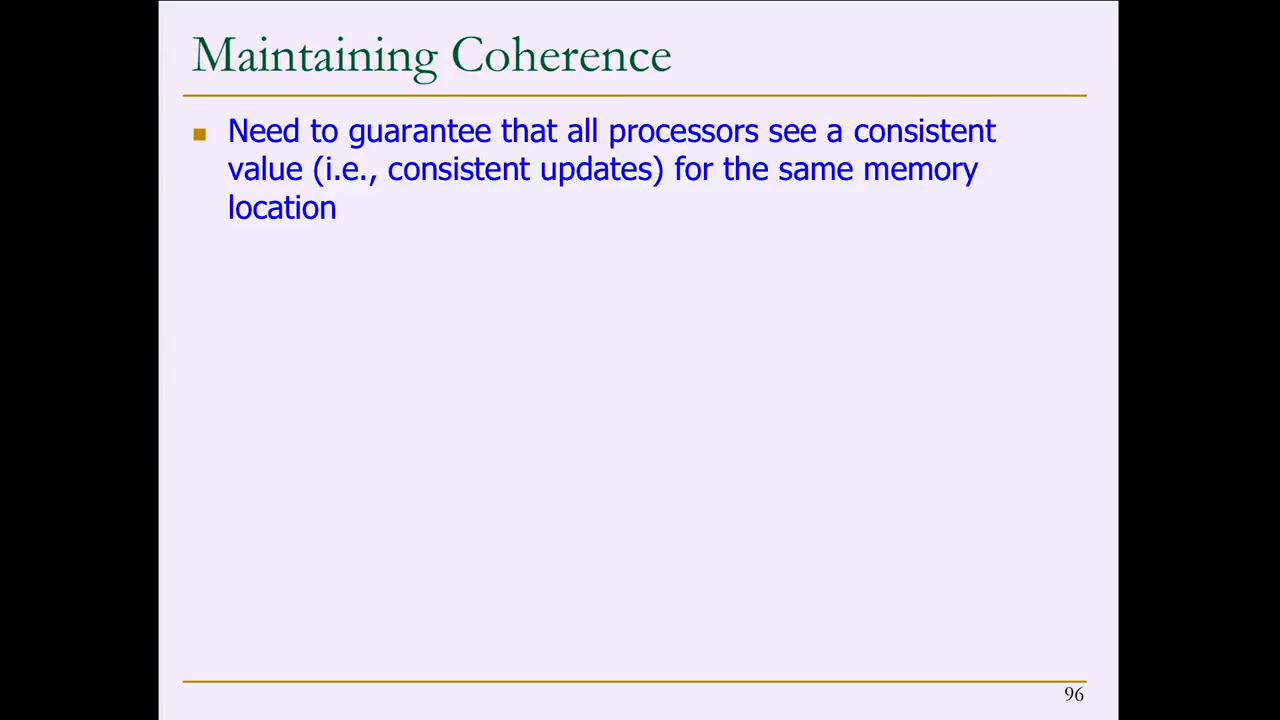 Maintaining Coherence
Need to guarantee that all processors see a consistent
value (i.e., consistent updates) for the same memory
location
96